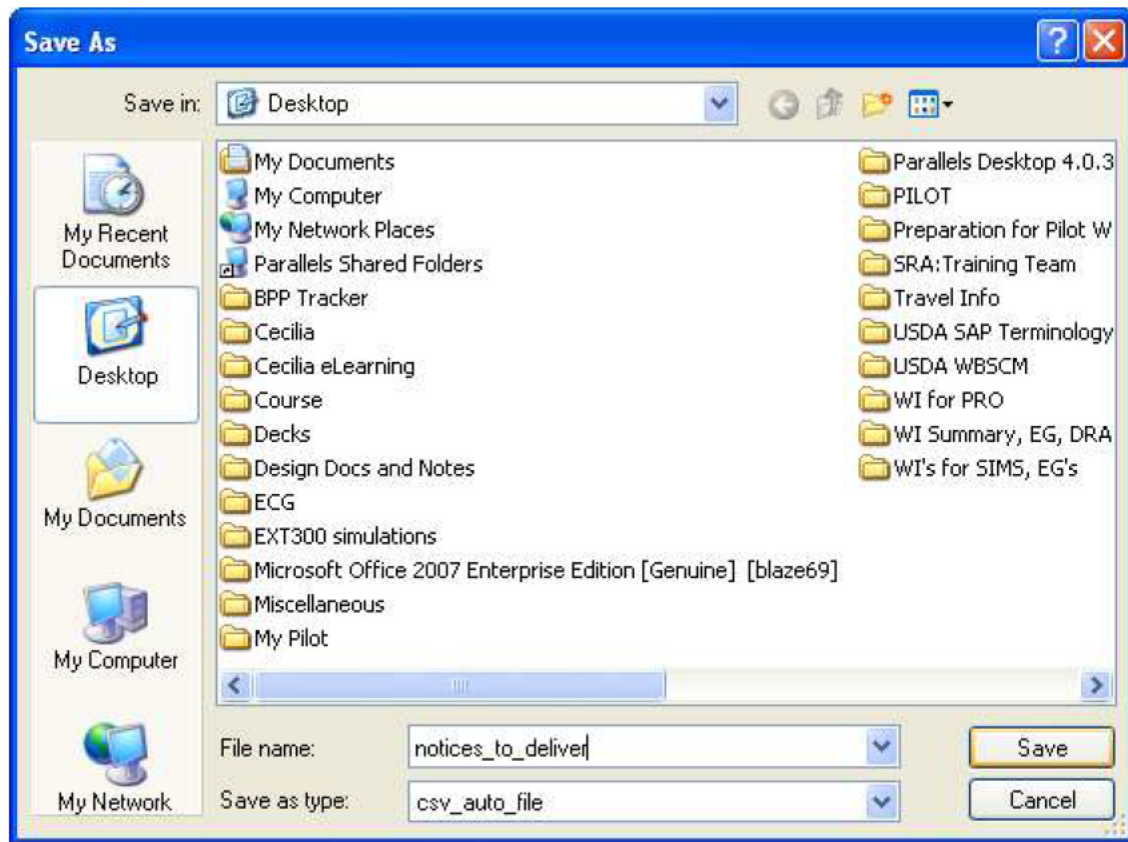 Save As
Save in:
Desktop
My Recent
Documents
Desktop
My Documents
My Computer
My Network
My Documents
My Computer
My Network Places
Parallels Shared Folders
BPP Tracker
Cecilia
Cecilia eLearning
Course
Decks
Design Docs and Notes
ECG
EXT300 simulations
Microsoft Office 2007 Enterprise Edition [Genuine] [blaze69]
Miscellaneous
My Pilot
Parallels Desktop 4.0.3
PILOT
Preparation for Pilot W
SRA:Training Team
Travel Info
USDA SAP Terminology
USDA WBSCM
WI for PRO
WI Summary, EG, DRA
WI's for SIMS, EG's
File name:
notices_to_deliver
Save
Save as type:
csv_auto_file
Cancel